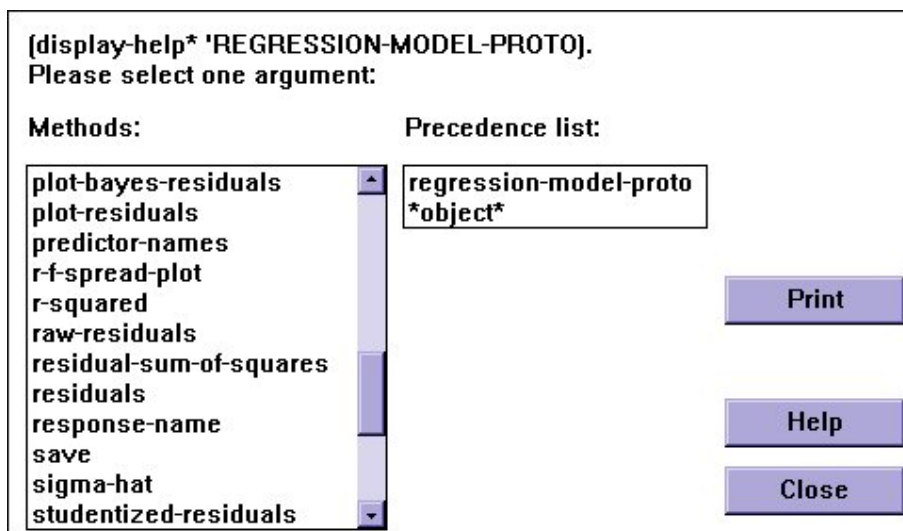 (display-help* 'REGRESSION-MODEL-PROTO).
Please select one argument:
Methods:
plot-bayes-residuals
plot-residuals
predictor-names
r-f-spread-plot
r-squared
raw-residuals
residual-sum-of-squares
residuals
response-name
save
sigma-hat
studentized-residuals
Precedence list:
regression-model-proto
*object*
Print
Help
Close